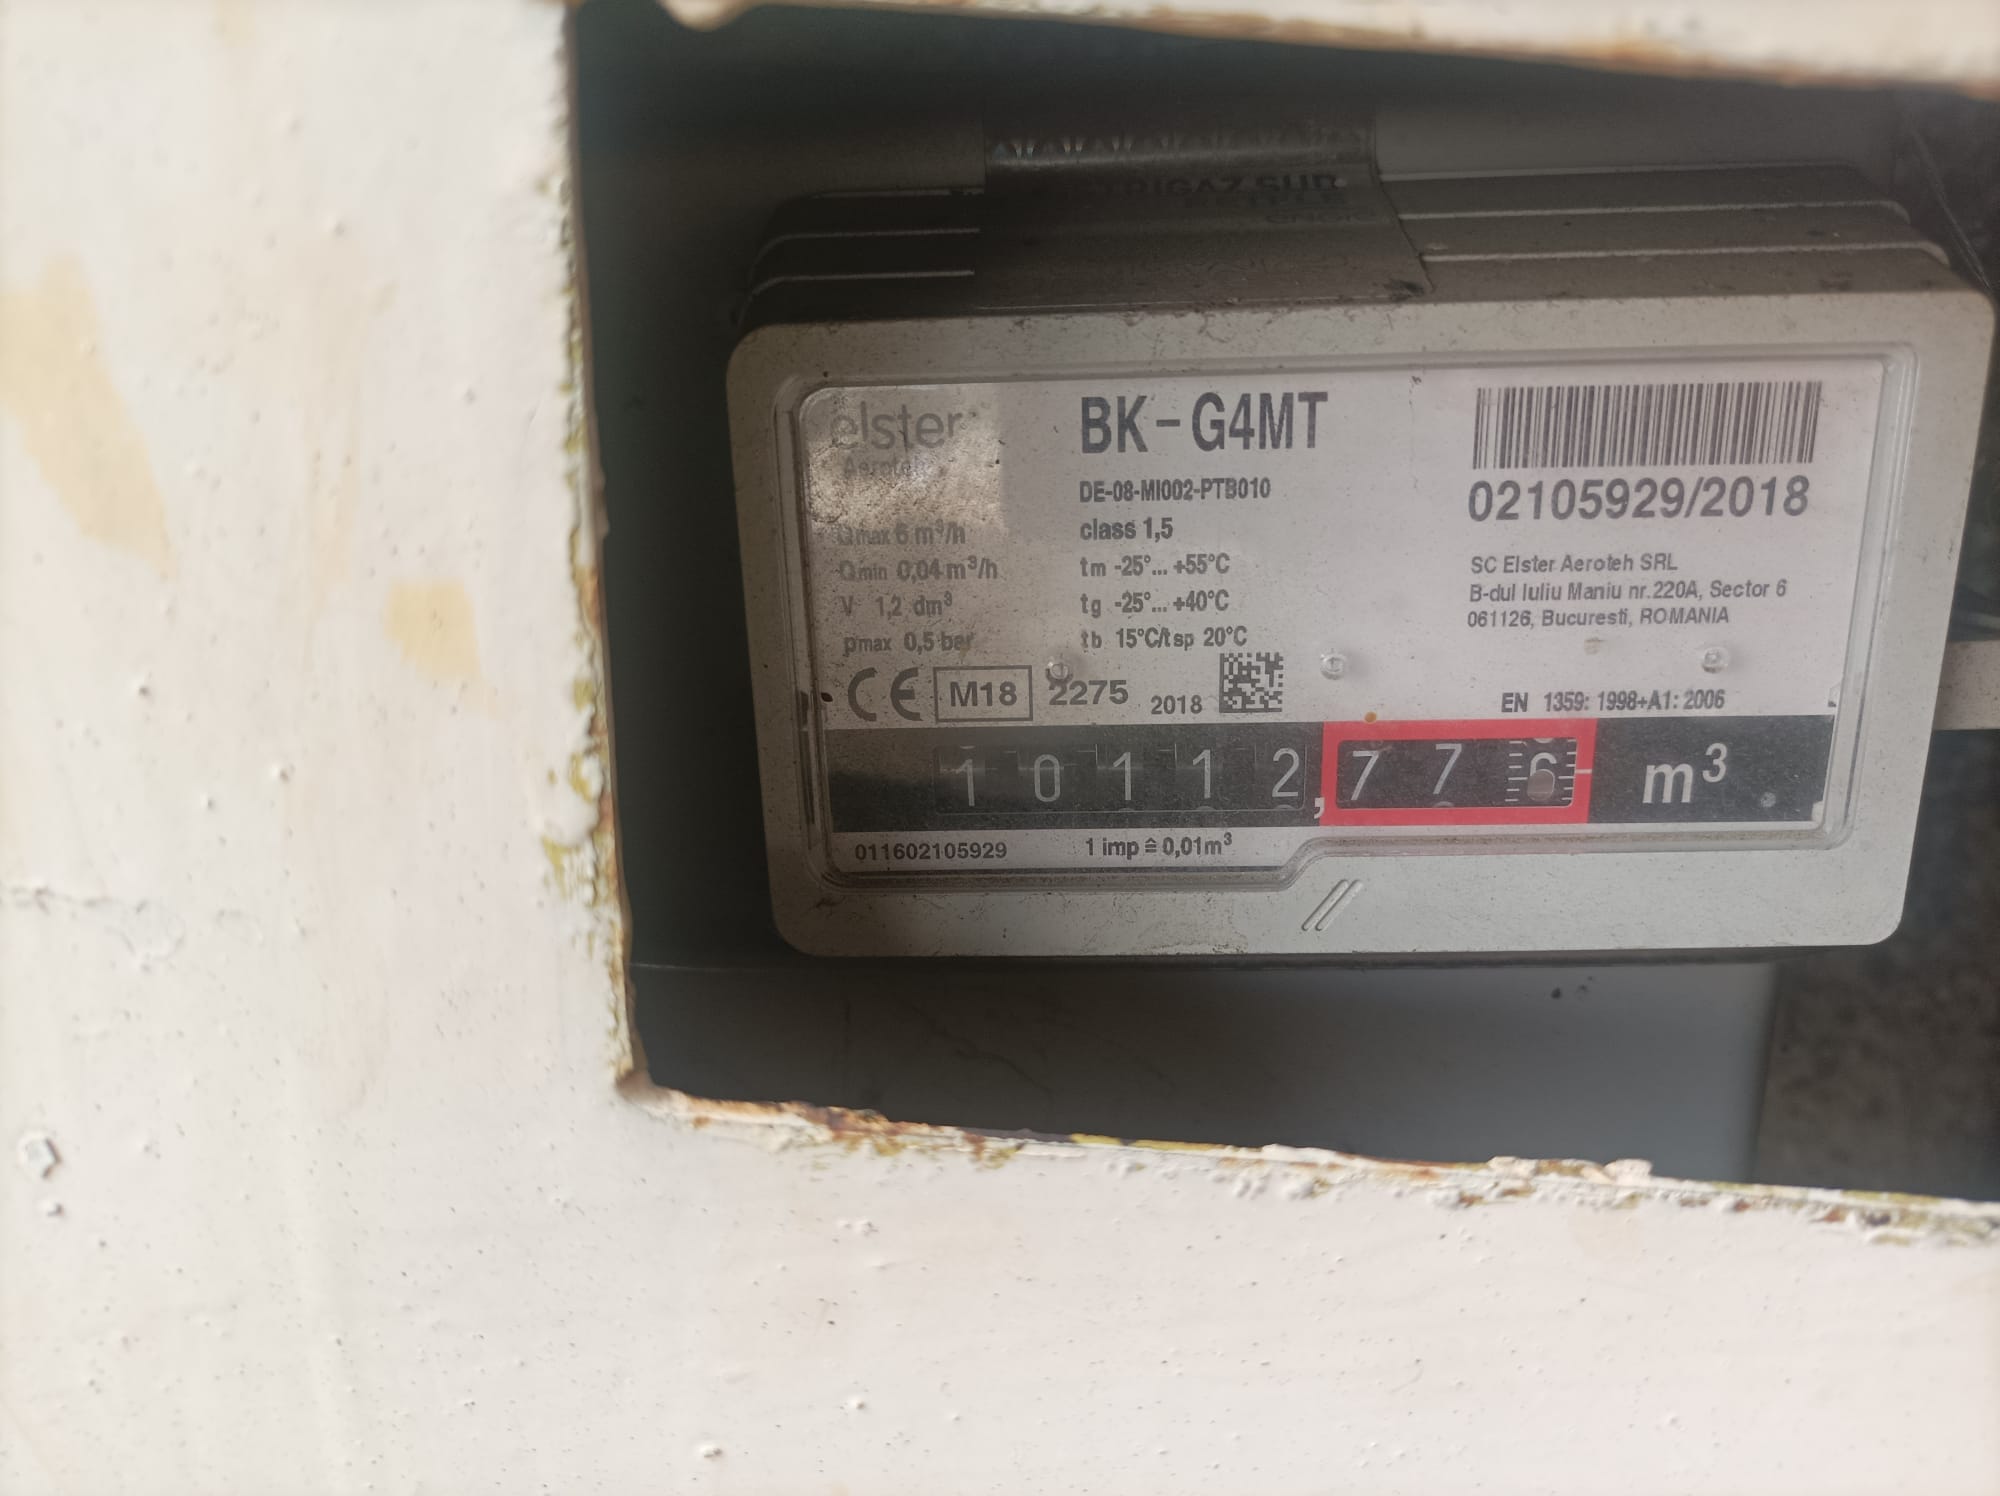 RIGAZ SUD
elster
Aeroteh
BK-G4MT
DE-08-MI002-PTB010
class 1,5
Qmax 6 m³/h
Qmin 0,04 m³/h
V 1,2 dm³
pmax 0,5 bar
tm -25°... +55°C
tg -25°... +40°C
tb 15°C/tsp 20°C
02105929/2018
SC Elster Aeroteh SRL
B-dul Iuliu Maniu nr.220A, Sector 6
061126, Bucuresti, ROMANIA
CE M18 2275 2018
EN 1359: 1998+A1: 2006
10112,776 m³
011602105929
1 imp ≙ 0,01m³